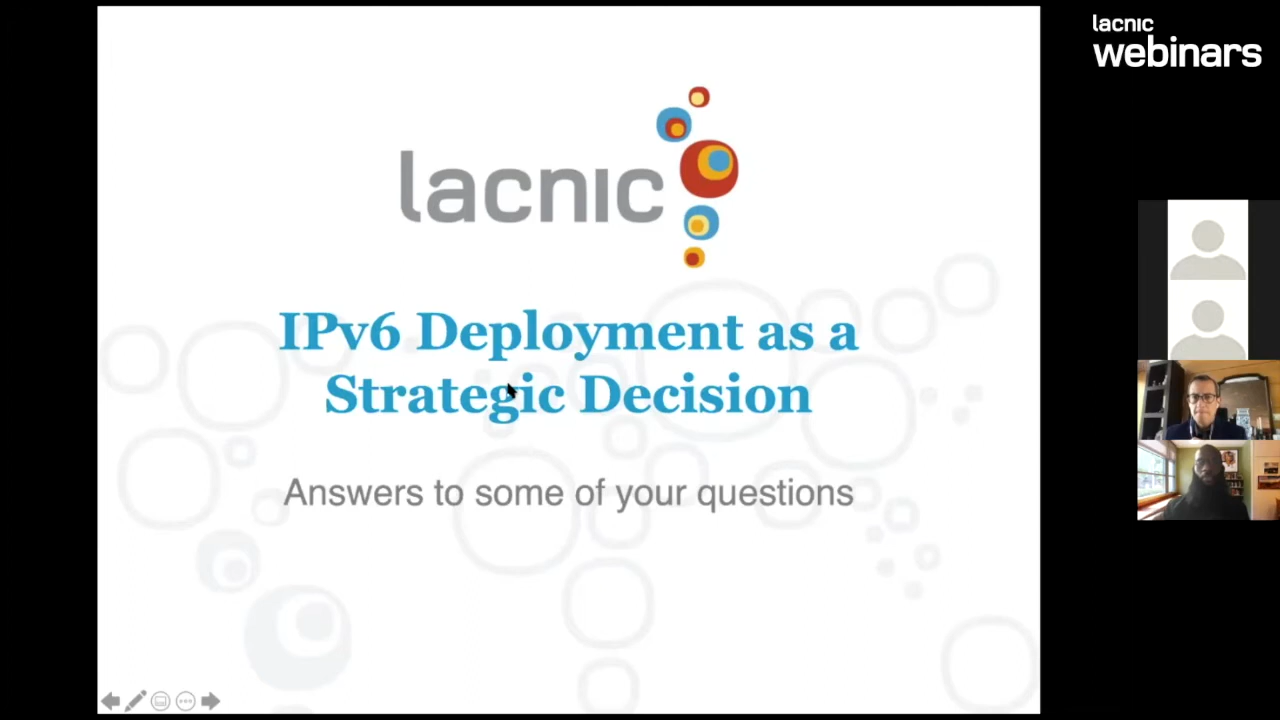 lacnic
webinars
lacnic
IPv6 Deployment as a
Strategic Decision
Answers to some of your questions